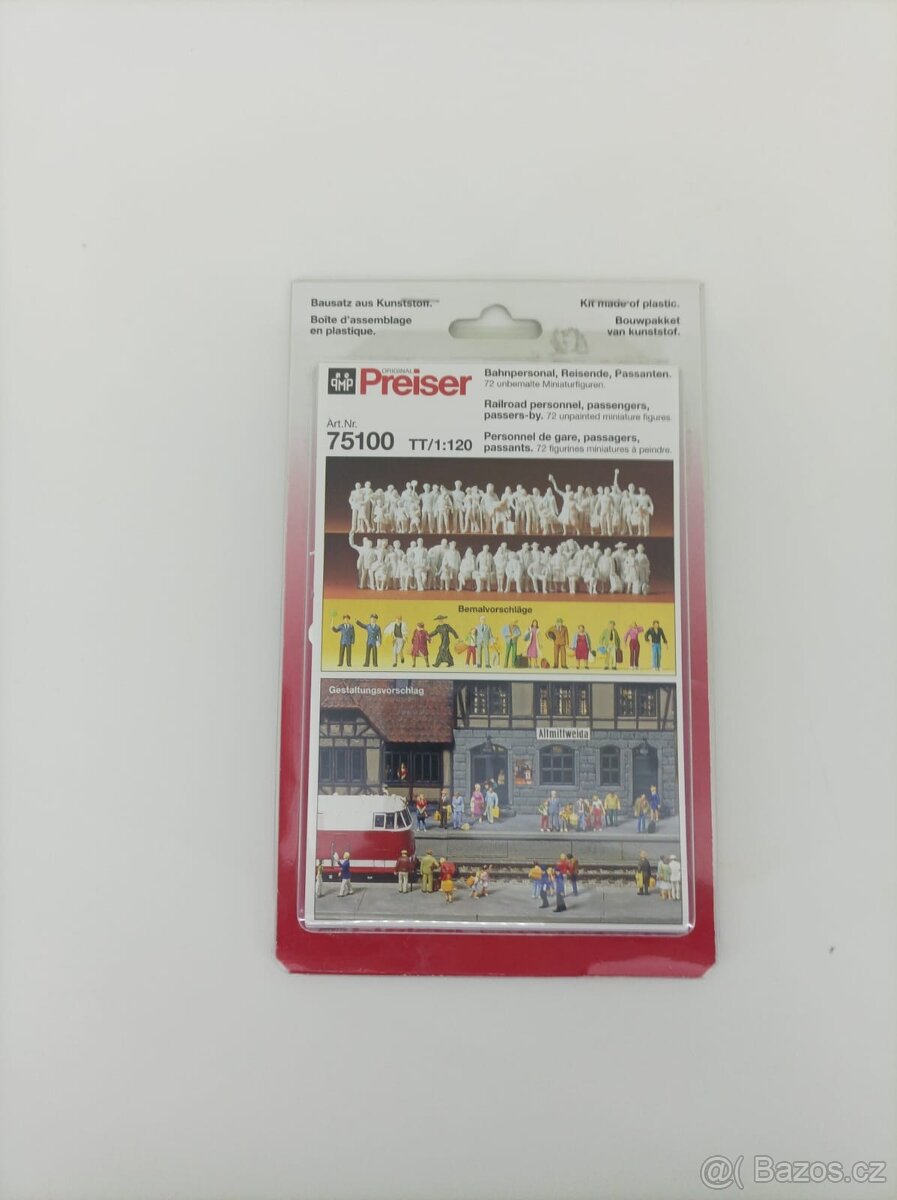 Bausatz aus Kunststoff.
Boîte d'assemblage
en plastique.
Kit made of plastic.
Bouwpakket
van kunststof.
PMP
ORIGINAL
Preiser
Art.Nr.
75100 TT/1:120
Bahnpersonal, Reisende, Passanten.
72 unbemalte Miniaturfiguren.
Railroad personnel, passengers,
passers-by. 72 unpainted miniature figures.
Personnel de gare, passagers,
passants. 72 figurines miniatures à peindre.
Bemalvorschläge
Gestaltungsvorschlag
Altmittweida
@( Bazos.cz